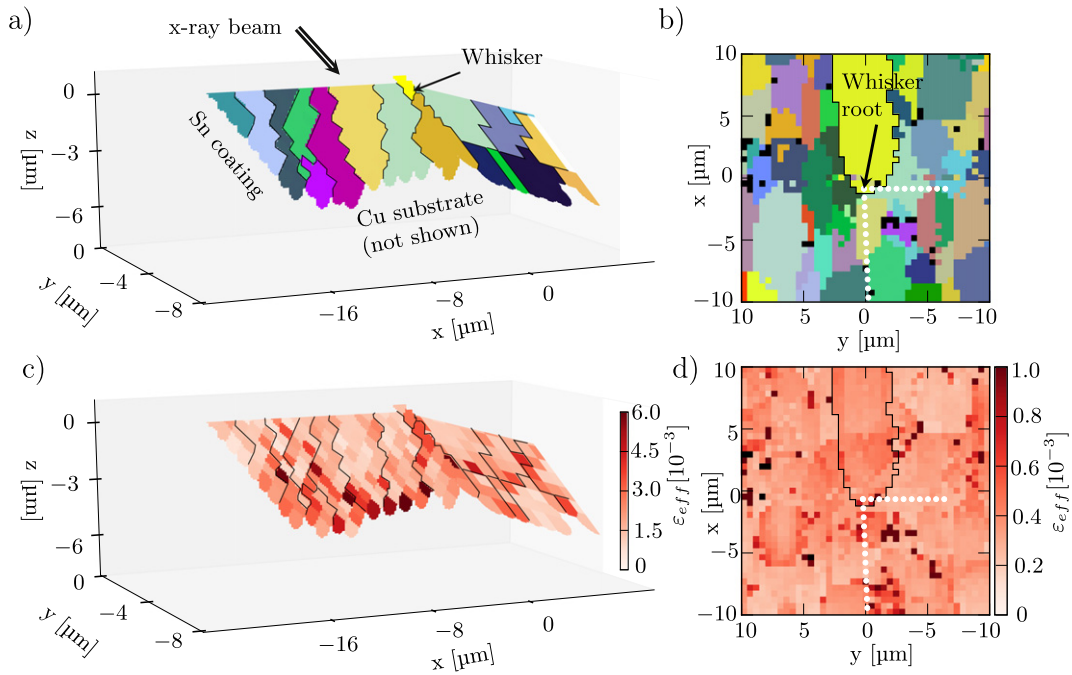 a)
x-ray beam
Whisker
0
−3
−6
z
[µm]
Sn coating
Cu substrate
(not shown)
0
−4
−8
y [µm]
−16
−8
0
x [µm]
b)
Whisker
root
10
5
0
−5
−10
x [µm]
10
5
0
−5
−10
y [µm]
c)
0
−3
−6
z
[µm]
0
−4
−8
y [µm]
−16
−8
0
x [µm]
6.0
4.5
3.0
1.5
0
εeff[10−3]
d)
10
5
0
−5
−10
x [µm]
10
5
0
−5
−10
y [µm]
1.0
0.8
0.6
0.4
0.2
0
εeff[10−3]